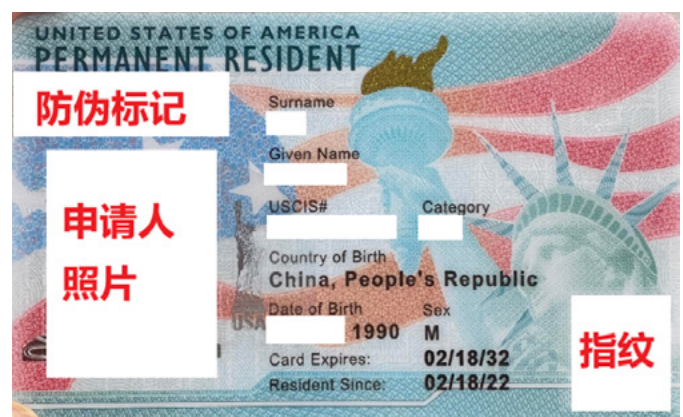 UNITED STATES OF AMERICA
PERMANENT RESIDENT
防伪标记
Surname
Given Name
申请人
照片
USCIS#
Category
Country of Birth
China, People's Republic
Date of Birth
Sex
1990
M
USA
Card Expires:
02/18/32
Resident Since:
02/18/22
指纹